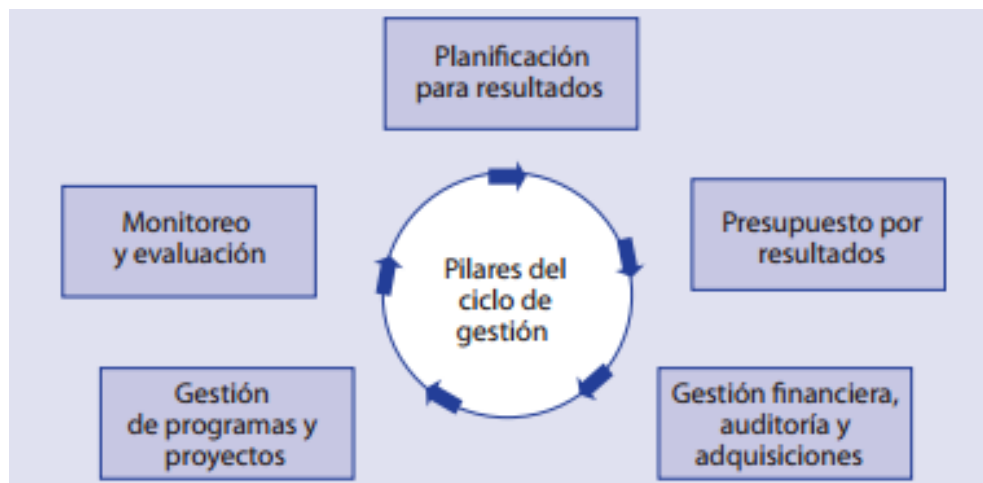 Planificación
para resultados
Monitoreo
y evaluación
Presupuesto por
resultados
Pilares del
ciclo de
gestión
Gestión
de programas y
proyectos
Gestión financiera,
auditoría y
adquisiciones